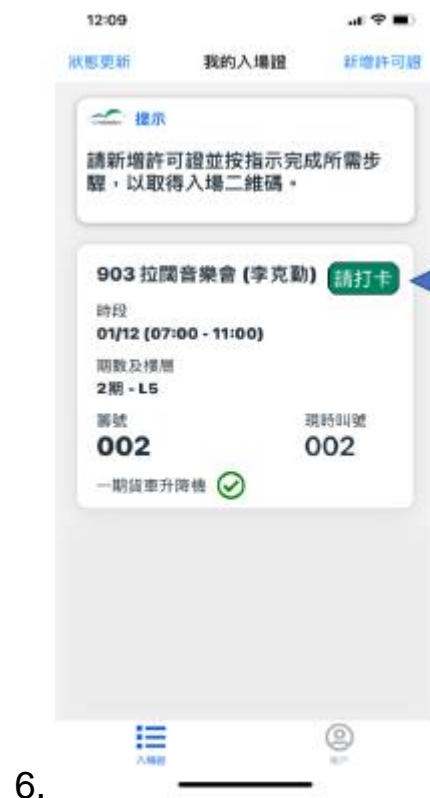 12:09
狀態更新 我的入場證 新增許可證
提示
請新增許可證並按指示完成所需步
驟，以取得入場二維碼。
903 拉闊音樂會 (李克勤) 請打卡
時段
01/12 (07:00 - 11:00)
期數及樓層
2期 - L5
籌號 現時叫號
002 002
一期貨車升降機
入場證
6.